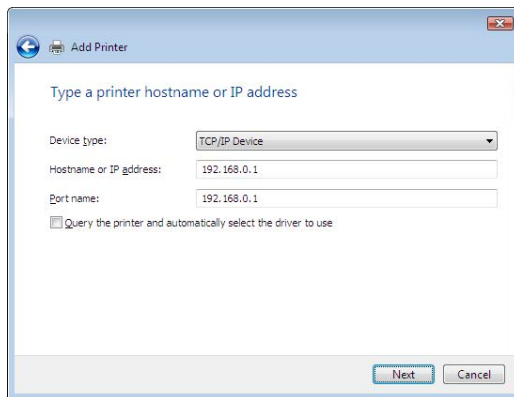 Add Printer
Type a printer hostname or IP address
Device type: TCP/IP Device
Hostname or IP address: 192.168.0.1
Port name: 192.168.0.1
Query the printer and automatically select the driver to use
Next Cancel